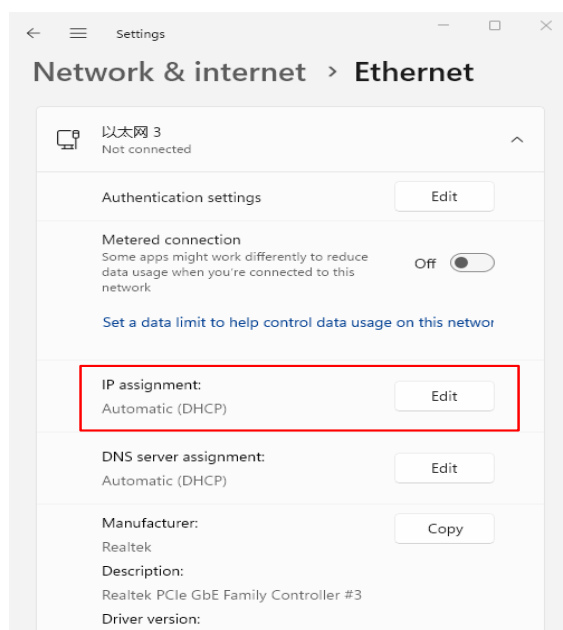 Settings
Network & internet > Ethernet
以太网 3
Not connected
Authentication settings
Edit
Metered connection
Some apps might work differently to reduce
data usage when you're connected to this
network
Off
Set a data limit to help control data usage on this networ
IP assignment:
Automatic (DHCP)
Edit
DNS server assignment:
Automatic (DHCP)
Edit
Manufacturer:
Realtek
Copy
Description:
Realtek PCIe GbE Family Controller #3
Driver version: